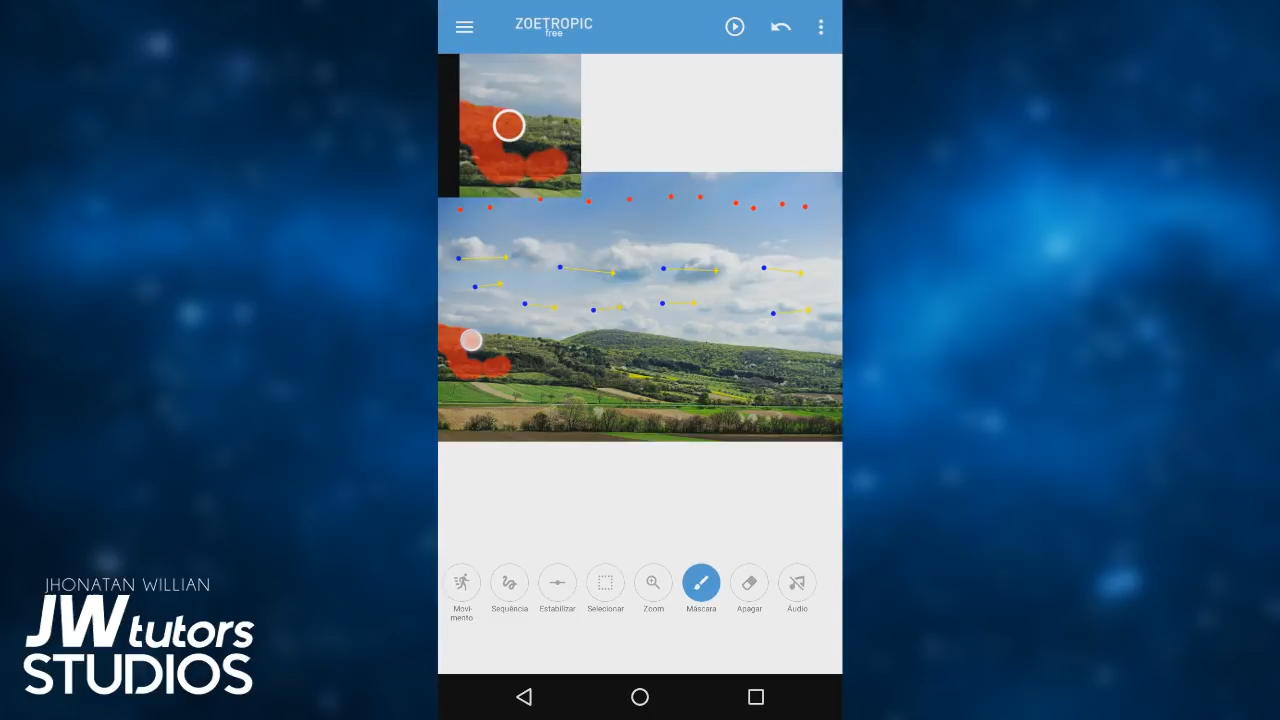 ZOETROPIC
free
Movi-
mento
Sequência
Estabilizar
Selecionar
Zoom
Máscara
Apagar
Áudio
JHONATAN WILLIAN
JW tutors
STUDIOS